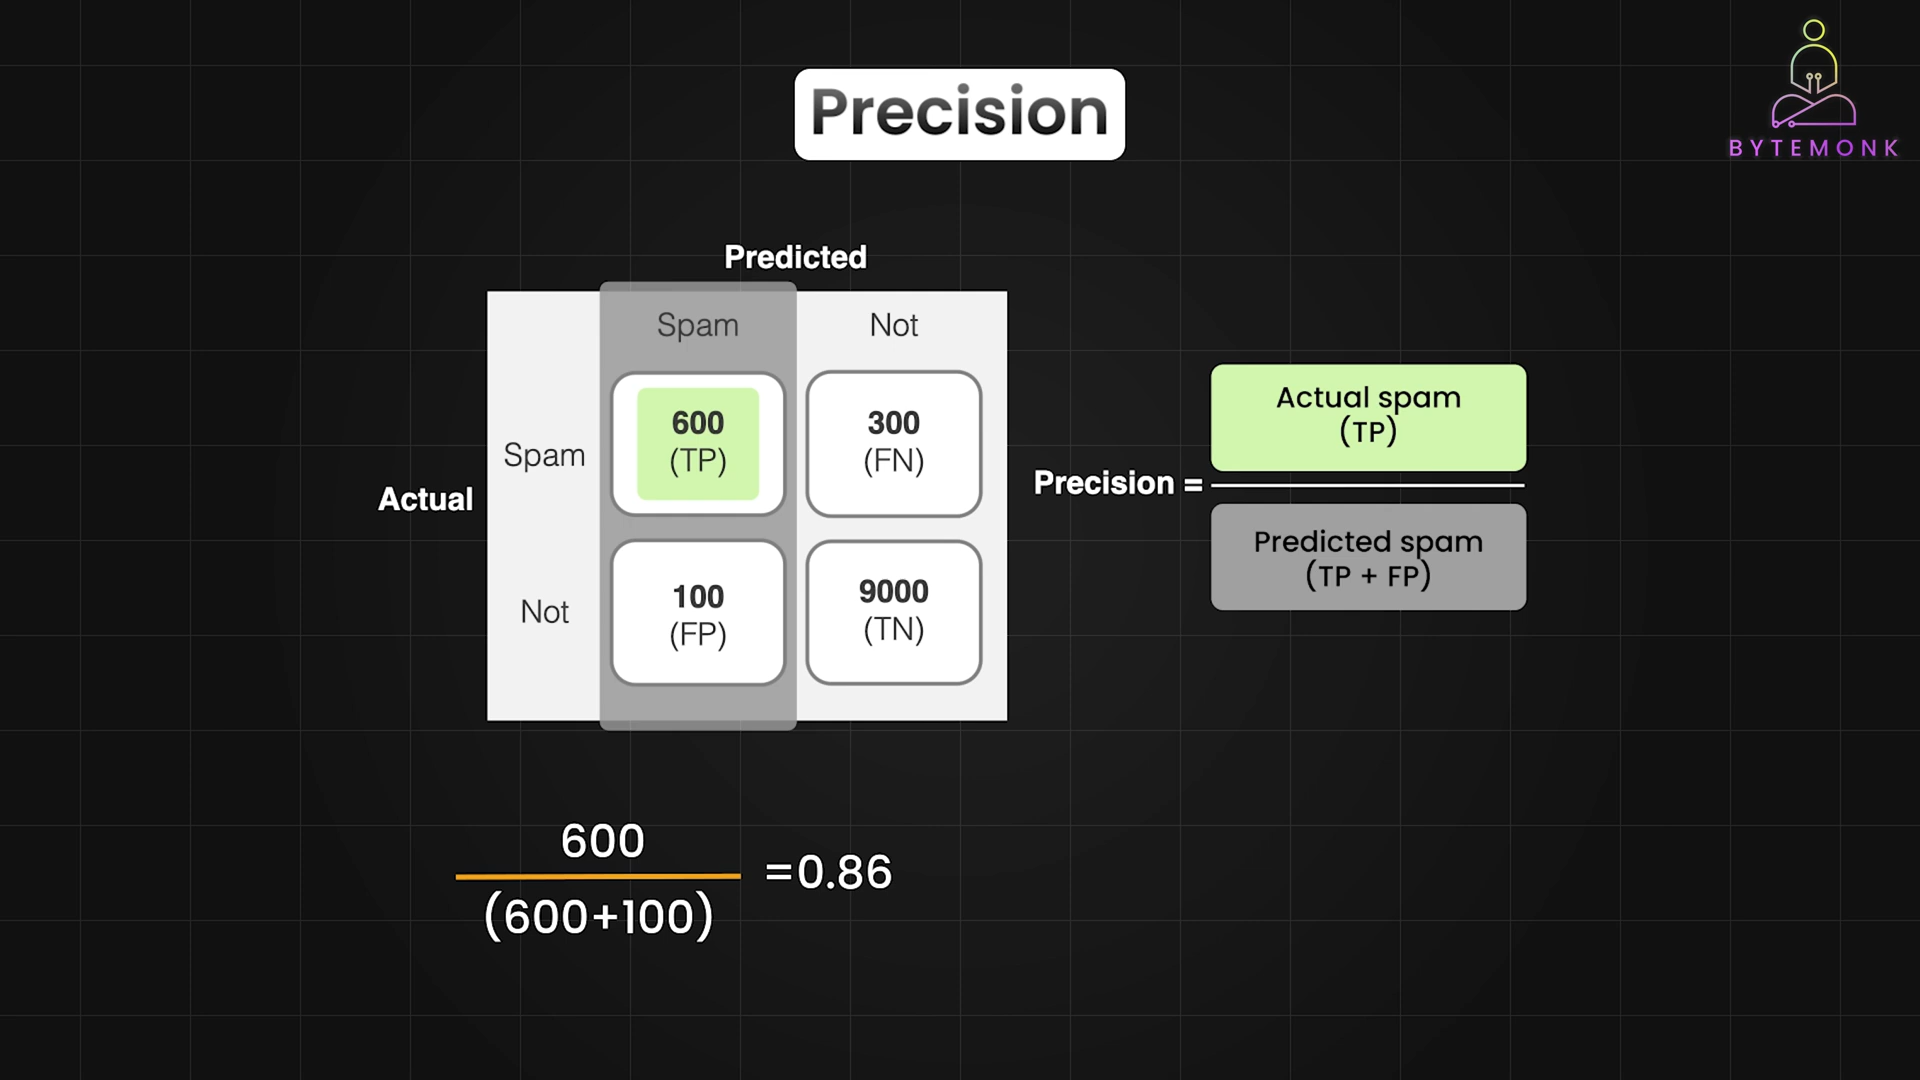 Precision
BYTEMONK
Predicted
Spam Not
Actual
Spam
600
(TP)
300
(FN)
Not
100
(FP)
9000
(TN)
Precision =
Actual spam
(TP)
Predicted spam
(TP + FP)
600
(600+100)
=0.86